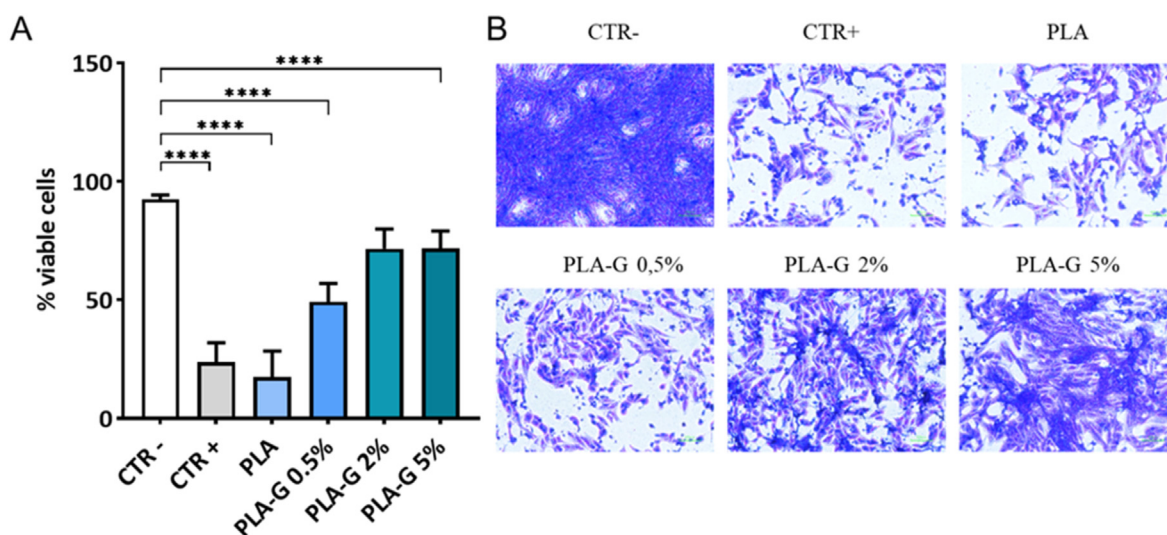 A
150
100
50
0
% viable cells
****
****
****
****
CTR -
CTR +
PLA
PLA-G 0.5%
PLA-G 2%
PLA-G 5%
B
CTR-
CTR+
PLA
PLA-G 0,5%
PLA-G 2%
PLA-G 5%